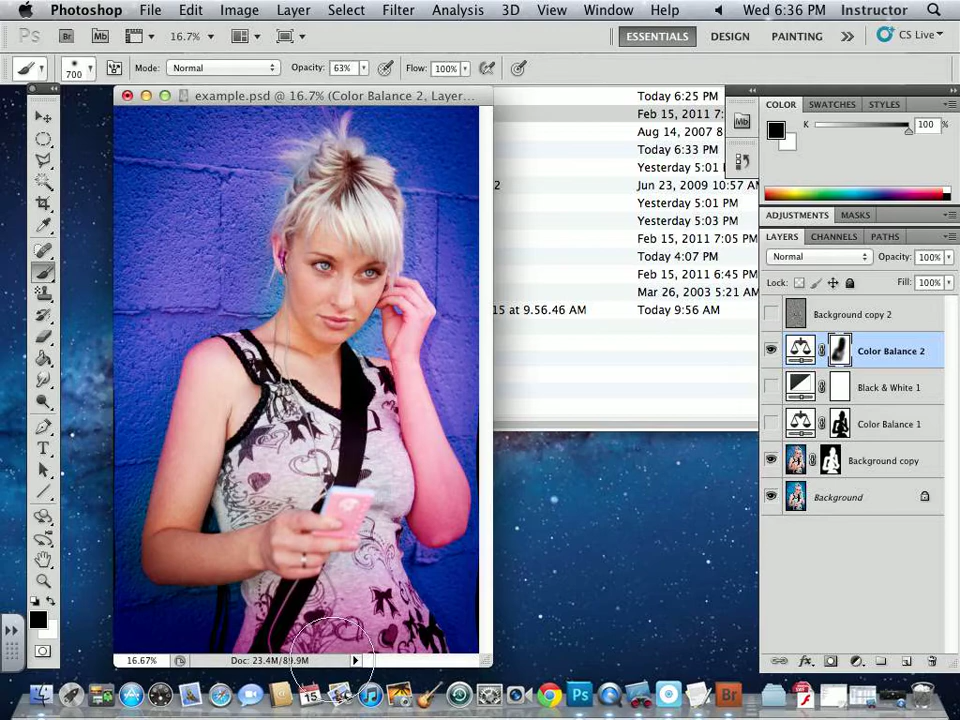 Photoshop File Edit Image Layer Select Filter Analysis 3D View Window Help Wed 6:36 PM Instructor
Ps Br Mb 16.7% ESSENTIALS DESIGN PAINTING CS Live
700 Mode: Normal Opacity: 63% Flow: 100%
example.psd @ 16.7% (Color Balance 2, Layer...
Today 6:25 PM
Feb 15, 2011 7:
Aug 14, 2007 8
Today 6:33 PM
Yesterday 5:01
2 Jun 23, 2009 10:57 AM
Yesterday 5:01 PM
Yesterday 5:03 PM
Feb 15, 2011 7:05 PM
Today 4:07 PM
Feb 15, 2011 6:45 PM
Mar 26, 2003 5:21 AM
15 at 9.56.46 AM Today 9:56 AM
Mb
COLOR SWATCHES STYLES
K 100 %
ADJUSTMENTS MASKS
LAYERS CHANNELS PATHS
Normal Opacity: 100%
Lock: Fill: 100%
Background copy 2
Color Balance 2
Black & White 1
Color Balance 1
Background copy
Background
16.67% Doc: 23.4M/89.9M
fx
15 Ps Br